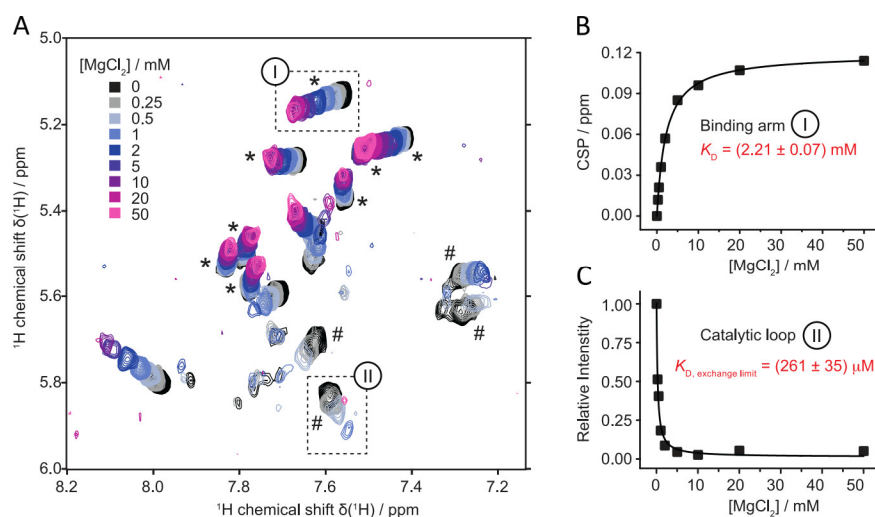 A
[MgCl2] / mM
0
0.25
0.5
1
2
5
10
20
50
I
*
*
*
*
*
*
*
*
#
#
#
#
II
5.0
5.2
5.4
5.6
5.8
6.0
¹H chemical shift δ(¹H) / ppm
8.2
8.0
7.8
7.6
7.4
7.2
¹H chemical shift δ(¹H) / ppm
B
0.12
0.09
0.06
0.03
0.00
CSP / ppm
Binding arm I
KD = (2.21 ± 0.07) mM
0 10 20 30 40 50
[MgCl2] / mM
C
1.00
0.75
0.50
0.25
0.00
Relative Intenstity
Catalytic loop II
KD, exchange limit = (261 ± 35) μM
0 10 20 30 40 50
[MgCl2] / mM